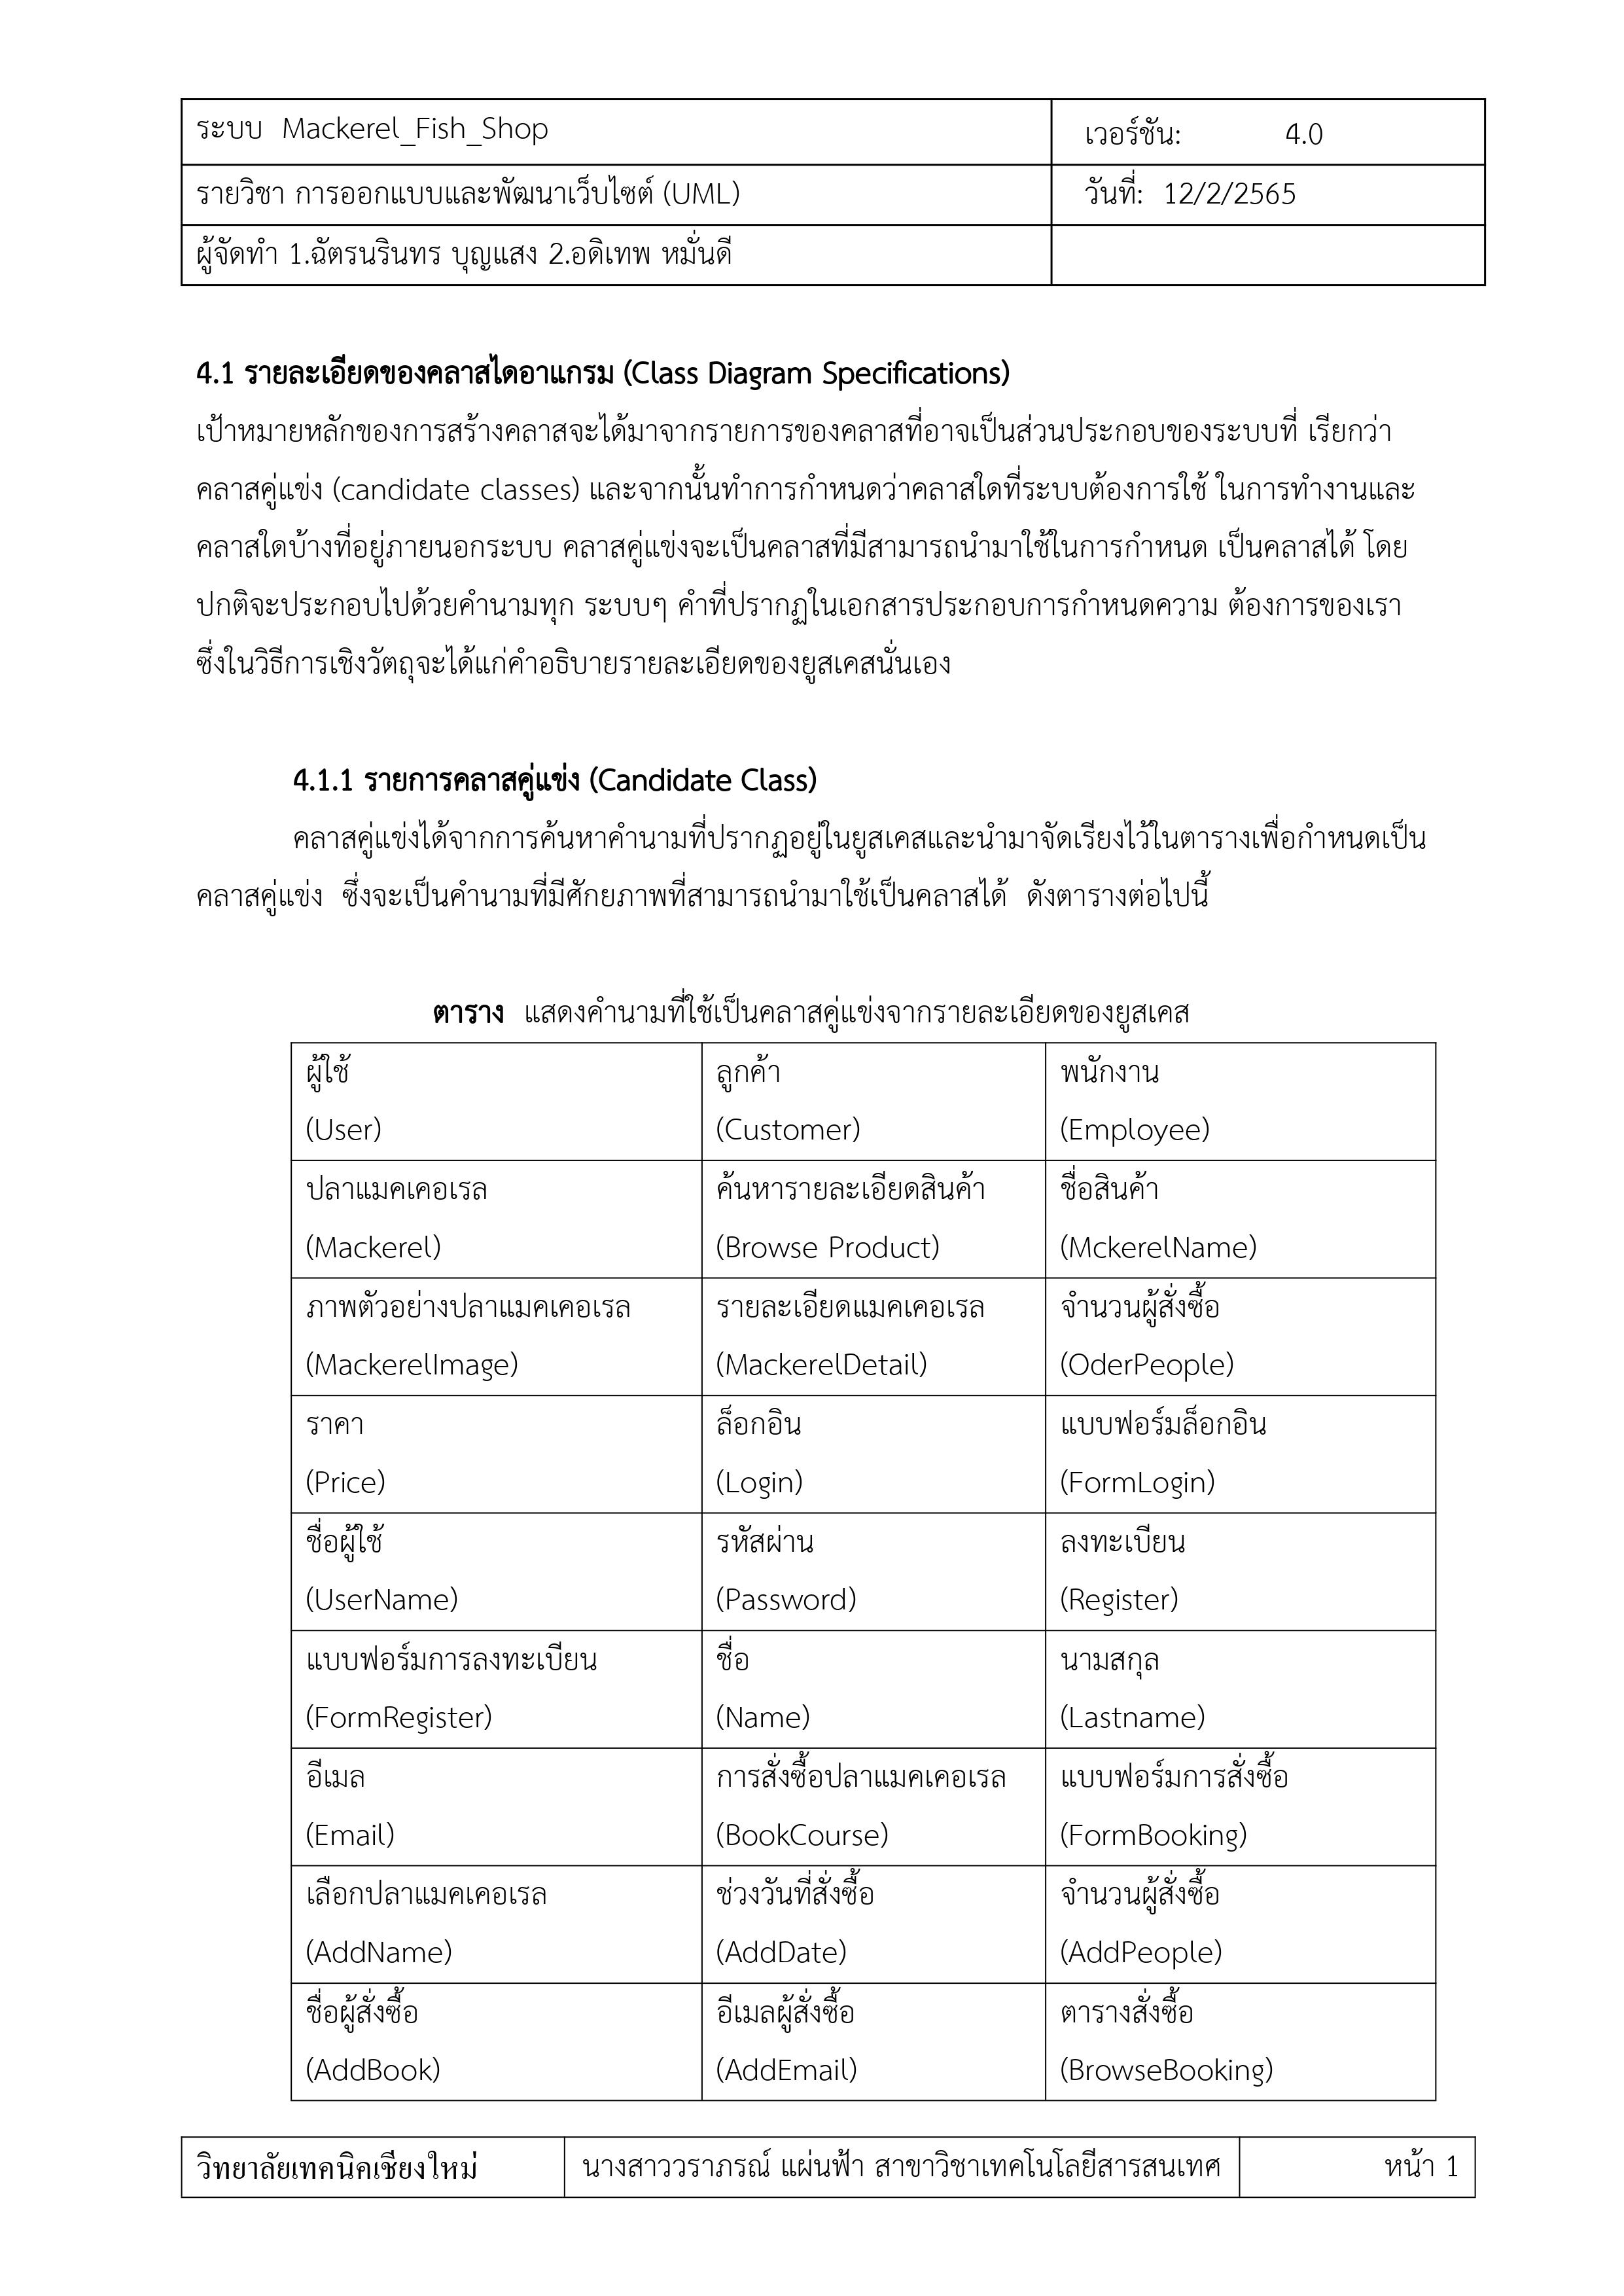 ระบบ  Mackerel_Fish_Shop
เวอร์ชัน: 4.0
รายวิชา การออกแบบและพัฒนาเว็บไซต์ (UML)
วันที่: 12/2/2565
ผู้จัดทำ 1.ฉัตรนรินทร บุญแสง 2.อดิเทพ หมั่นดี
4.1 รายละเอียดของคลาสไดอาแกรม (Class Diagram Specifications)
เป้าหมายหลักของการสร้างคลาสจะได้มาจากรายการของคลาสที่อาจเป็นส่วนประกอบของระบบที่ เรียกว่า
คลาสคู่แข่ง (candidate classes) และจากนั้นทำการกำหนดว่าคลาสใดที่ระบบต้องการใช้ ในการทำงานและ
คลาสใดบ้างที่อยู่ภายนอกระบบ คลาสคู่แข่งจะเป็นคลาสที่มีสามารถนำมาใช้ในการกำหนด เป็นคลาสได้ โดย
ปกติจะประกอบไปด้วยคำนามทุก ระบบๆ คำที่ปรากฏในเอกสารประกอบการกำหนดความ ต้องการของเรา
ซึ่งในวิธีการเชิงวัตถุจะได้แก่คำอธิบายรายละเอียดของยูสเคสนั่นเอง
4.1.1 รายการคลาสคู่แข่ง (Candidate Class)
คลาสคู่แข่งได้จากการค้นหาคำนามที่ปรากฏอยู่ในยูสเคสและนำมาจัดเรียงไว้ในตารางเพื่อกำหนดเป็น
คลาสคู่แข่ง  ซึ่งจะเป็นคำนามที่มีศักยภาพที่สามารถนำมาใช้เป็นคลาสได้  ดังตารางต่อไปนี้
ตาราง  แสดงคำนามที่ใช้เป็นคลาสคู่แข่งจากรายละเอียดของยูสเคส
ผู้ใช้
(User)
ลูกค้า
(Customer)
พนักงาน
(Employee)
ปลาแมคเคอเรล
(Mackerel)
ค้นหารายละเอียดสินค้า
(Browse Product)
ชื่อสินค้า
(MckerelName)
ภาพตัวอย่างปลาแมคเคอเรล
(MackerelImage)
รายละเอียดแมคเคอเรล
(MackerelDetail)
จำนวนผู้สั่งซื้อ
(OderPeople)
ราคา
(Price)
ล็อกอิน
(Login)
แบบฟอร์มล็อกอิน
(FormLogin)
ชื่อผู้ใช้
(UserName)
รหัสผ่าน
(Password)
ลงทะเบียน
(Register)
แบบฟอร์มการลงทะเบียน
(FormRegister)
ชื่อ
(Name)
นามสกุล
(Lastname)
อีเมล
(Email)
การสั่งซื้อปลาแมคเคอเรล
(BookCourse)
แบบฟอร์มการสั่งซื้อ
(FormBooking)
เลือกปลาแมคเคอเรล
(AddName)
ช่วงวันที่สั่งซื้อ
(AddDate)
จำนวนผู้สั่งซื้อ
(AddPeople)
ชื่อผู้สั่งซื้อ
(AddBook)
อีเมลผู้สั่งซื้อ
(AddEmail)
ตารางสั่งซื้อ
(BrowseBooking)
วิทยาลัยเทคนิคเชียงใหม่
นางสาววราภรณ์ แผ่นฟ้า สาขาวิชาเทคโนโลยีสารสนเทศ
หน้า 1